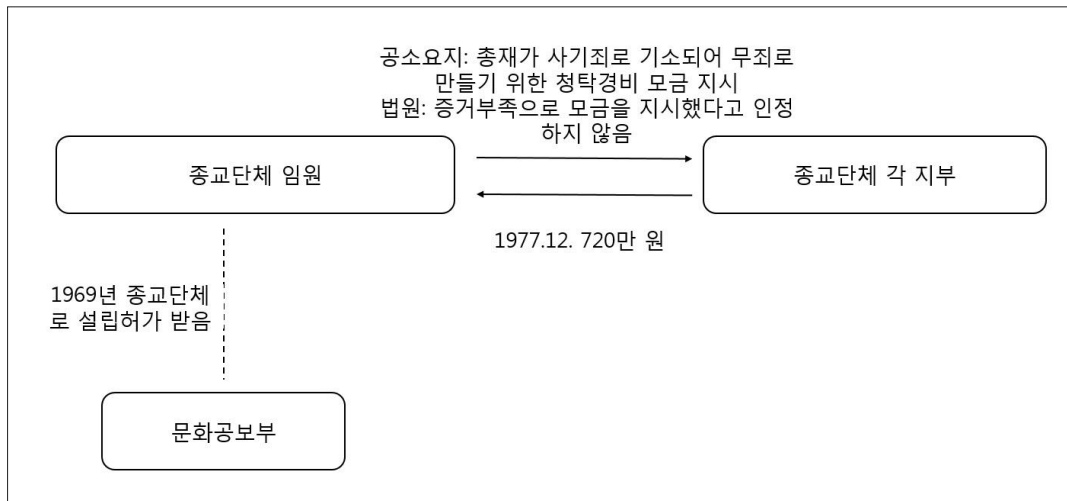 공소요지: 총재가 사기죄로 기소되어 무죄로
만들기 위한 청탁경비 모금 지시
법원: 증거부족으로 모금을 지시했다고 인정
하지 않음
종교단체 임원
종교단체 각 지부
1977.12. 720만 원
1969년 종교단체
로 설립허가 받음
문화공보부